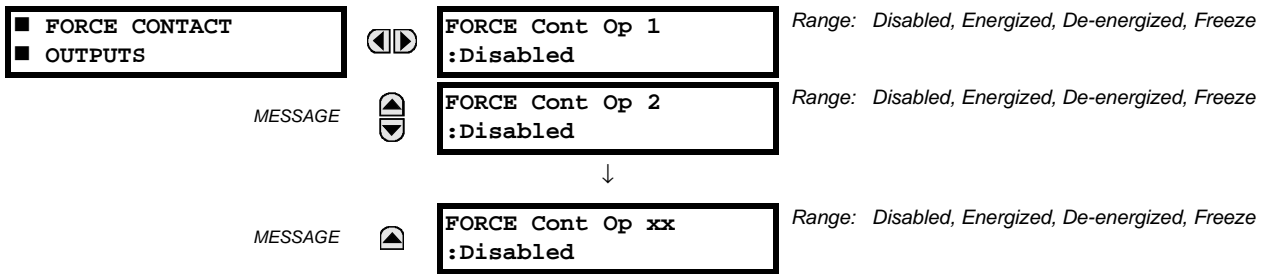 ■ FORCE CONTACT
■ OUTPUTS
FORCE Cont Op 1
:Disabled
Range: Disabled, Energized, De-energized, Freeze
MESSAGE
FORCE Cont Op 2
:Disabled
Range: Disabled, Energized, De-energized, Freeze
↓
MESSAGE
FORCE Cont Op xx
:Disabled
Range: Disabled, Energized, De-energized, Freeze